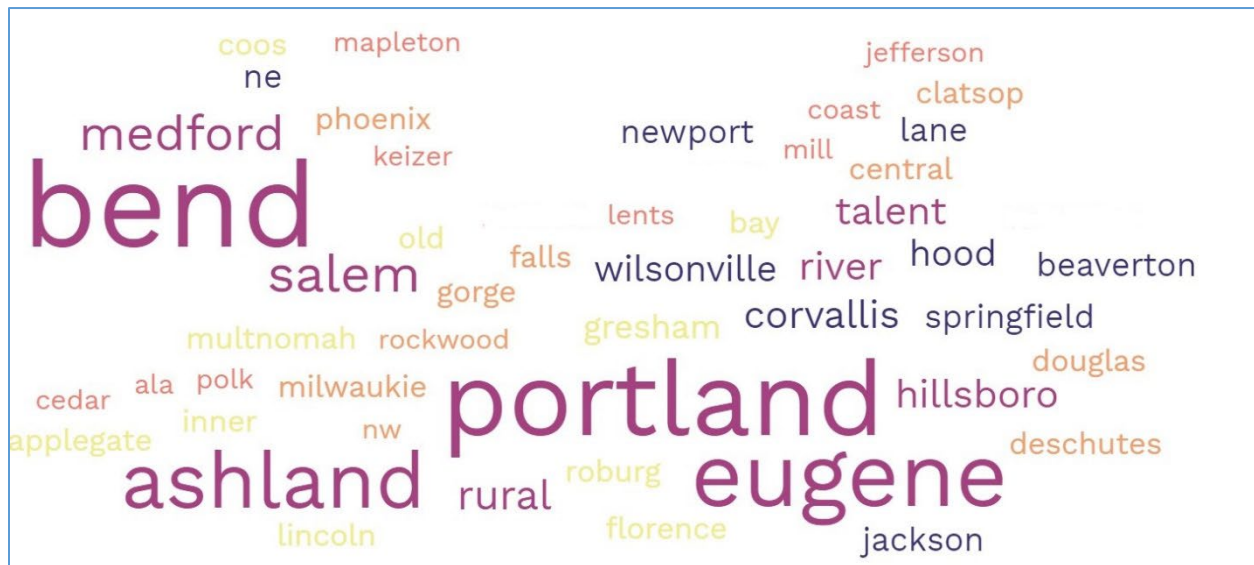 coos mapleton jefferson
ne clatsop
medford phoenix newport coast lane
keizer mill central
bend lents bay talent
old falls wilsonville river hood beaverton
salem gorge corvallis springfield
multnomah rockwood gresham douglas
cedar ala polk milwaukie portland hillsboro
applegate inner nw deschutes
ashland rural roburg eugene
lincoln florence jackson